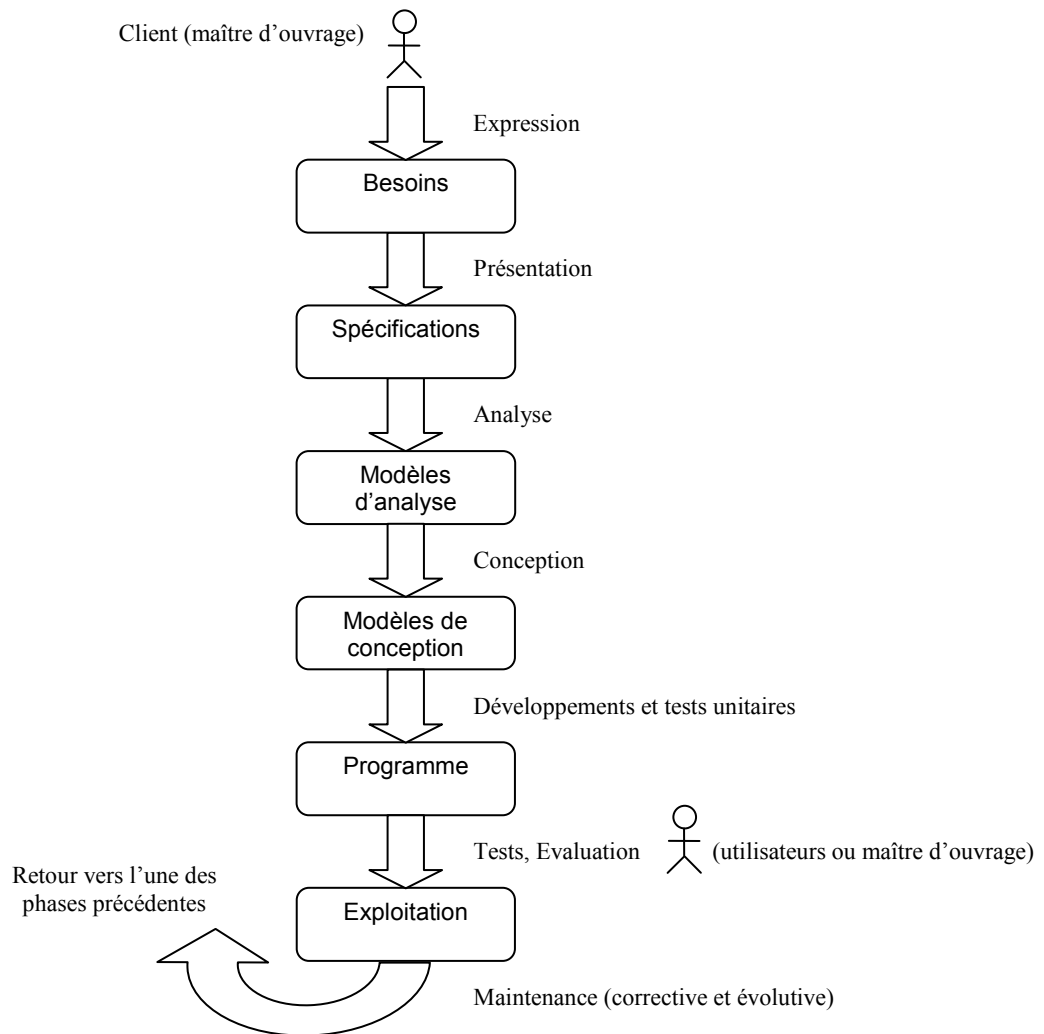 Client (maître d’ouvrage)
Expression
Besoins
Présentation
Spécifications
Analyse
Modèles
d’analyse
Conception
Modèles de
conception
Développements et tests unitaires
Programme
Tests, Evaluation (utilisateurs ou maître d’ouvrage)
Retour vers l’une des
phases précédentes
Exploitation
Maintenance (corrective et évolutive)